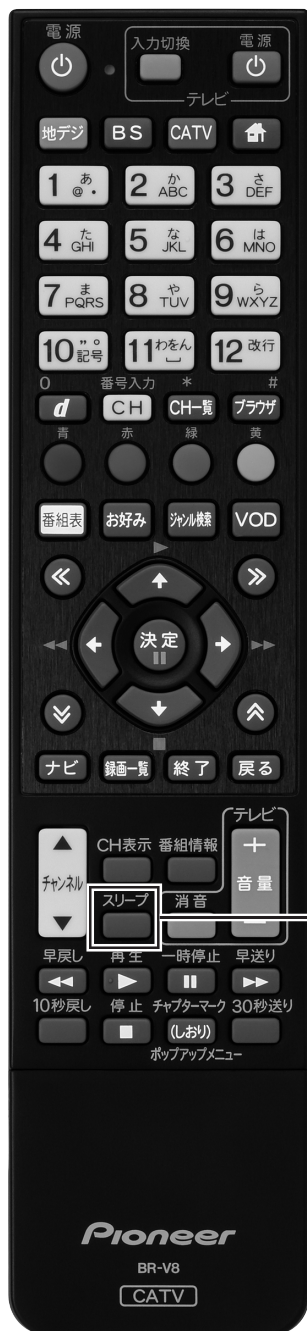 電源 入力切換 電源
テレビ
地デジ BS CATV
1 あ @. 2 か ABC 3 さ DEF
4 た GHI 5 な JKL 6 は MNO
7 ま PQRS 8 や TUV 9 ら WXYZ
10 記号 11 わをん 12 改行
0 番号入力 * #
d CH CH一覧 ブラウザ
青 赤 緑 黄
番組表 お好み ジャンル検索 VOD
決定
ナビ 録画一覧 終了 戻る
テレビ
CH表示 番組情報 +
チャンネル 音量
スリープ 消音 −
早戻し 再生 一時停止 早送り
10秒戻し 停止 チャプターマーク 30秒送り
(しおり)
ポップアップメニュー
Pioneer
BR-V8
CATV